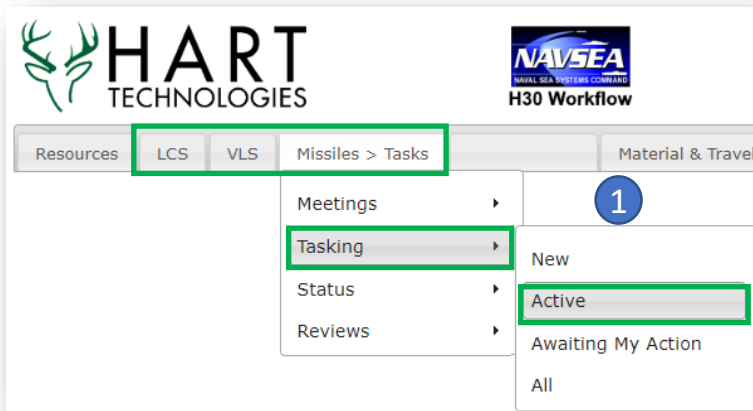 HART
TECHNOLOGIES
NAVSEA
NAVAL SEA SYSTEMS COMMAND
H30 Workflow
Resources LCS VLS Missiles > Tasks Material & Travel
1
Meetings
Tasking
Status
Reviews
New
Active
Awaiting My Action
All